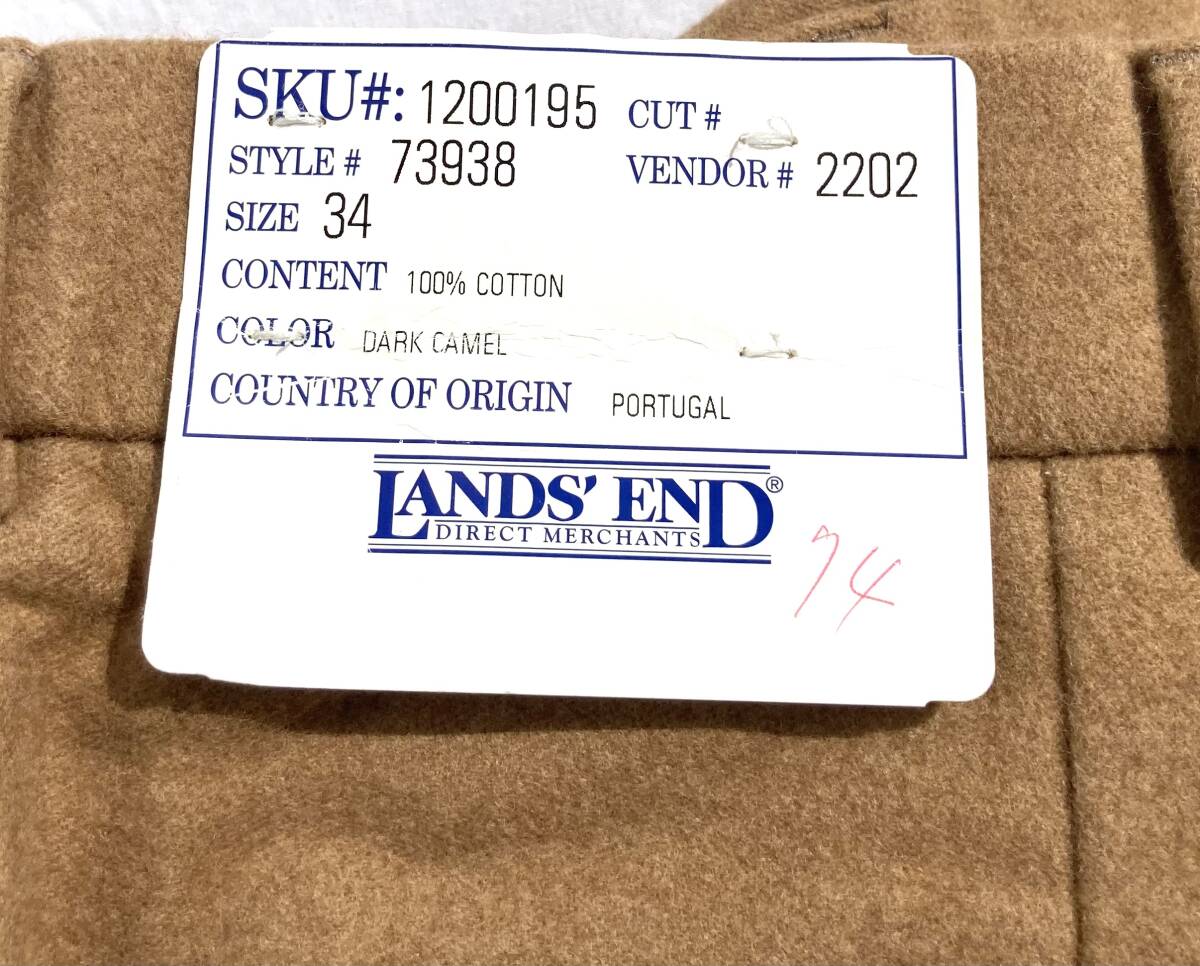 SKU#: 1200195 CUT #
STYLE # 73938 VENDOR # 2202
SIZE 34
CONTENT 100% COTTON
COLOR DARK CAMEL
COUNTRY OF ORIGIN PORTUGAL
LANDS' END®
DIRECT MERCHANTS
74